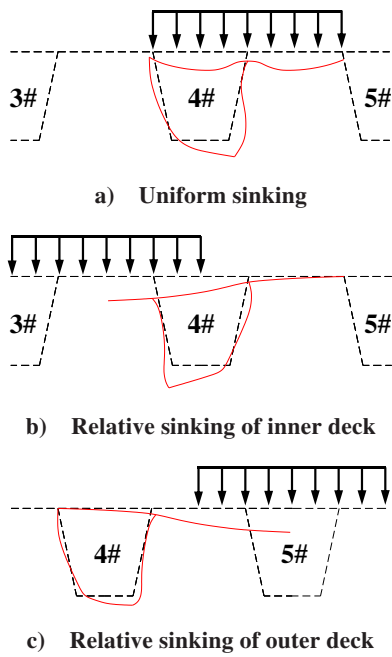 3# 4# 5#
a) Uniform sinking
3# 4# 5#
b) Relative sinking of inner deck
4# 5#
c) Relative sinking of outer deck